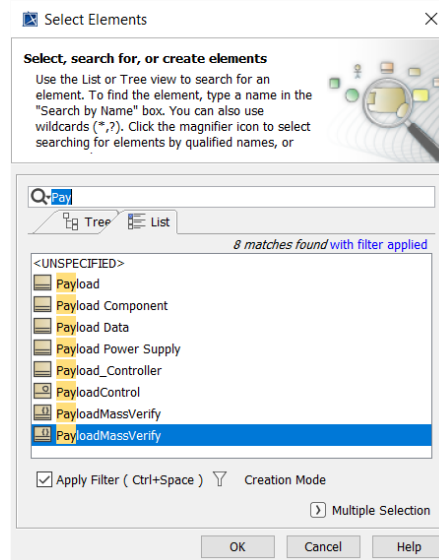 Select Elements
Select, search for, or create elements
Use the List or Tree view to search for an
element. To find the element, type a name in the
"Search by Name" box. You can also use
wildcards (*,?). Click the magnifier icon to select
searching for elements by qualified names, or
Pay
Tree
List
8 matches found with filter applied
<UNSPECIFIED>
Payload
Payload Component
Payload Data
Payload Power Supply
Payload_Controller
PayloadControl
PayloadMassVerify
PayloadMassVerify
Apply Filter ( Ctrl+Space )
Creation Mode
Multiple Selection
OK
Cancel
Help